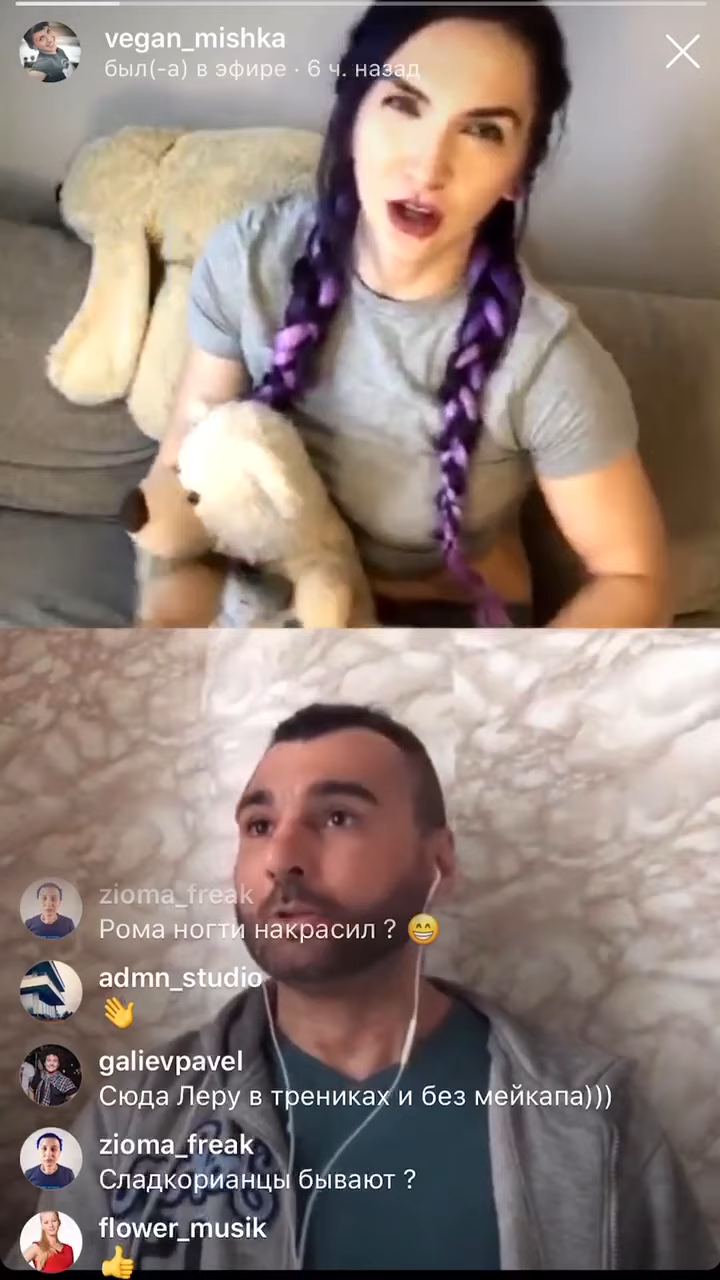 vegan_mishka
был(-а) в эфире · 6 ч. назад
zioma_freak
Рома ногти накрасил ? 😁
admn_studio
👋
galievpavel
Сюда Леру в трениках и без мейкапа)))
zioma_freak
Сладкорианцы бывают ?
flower_musik
👍